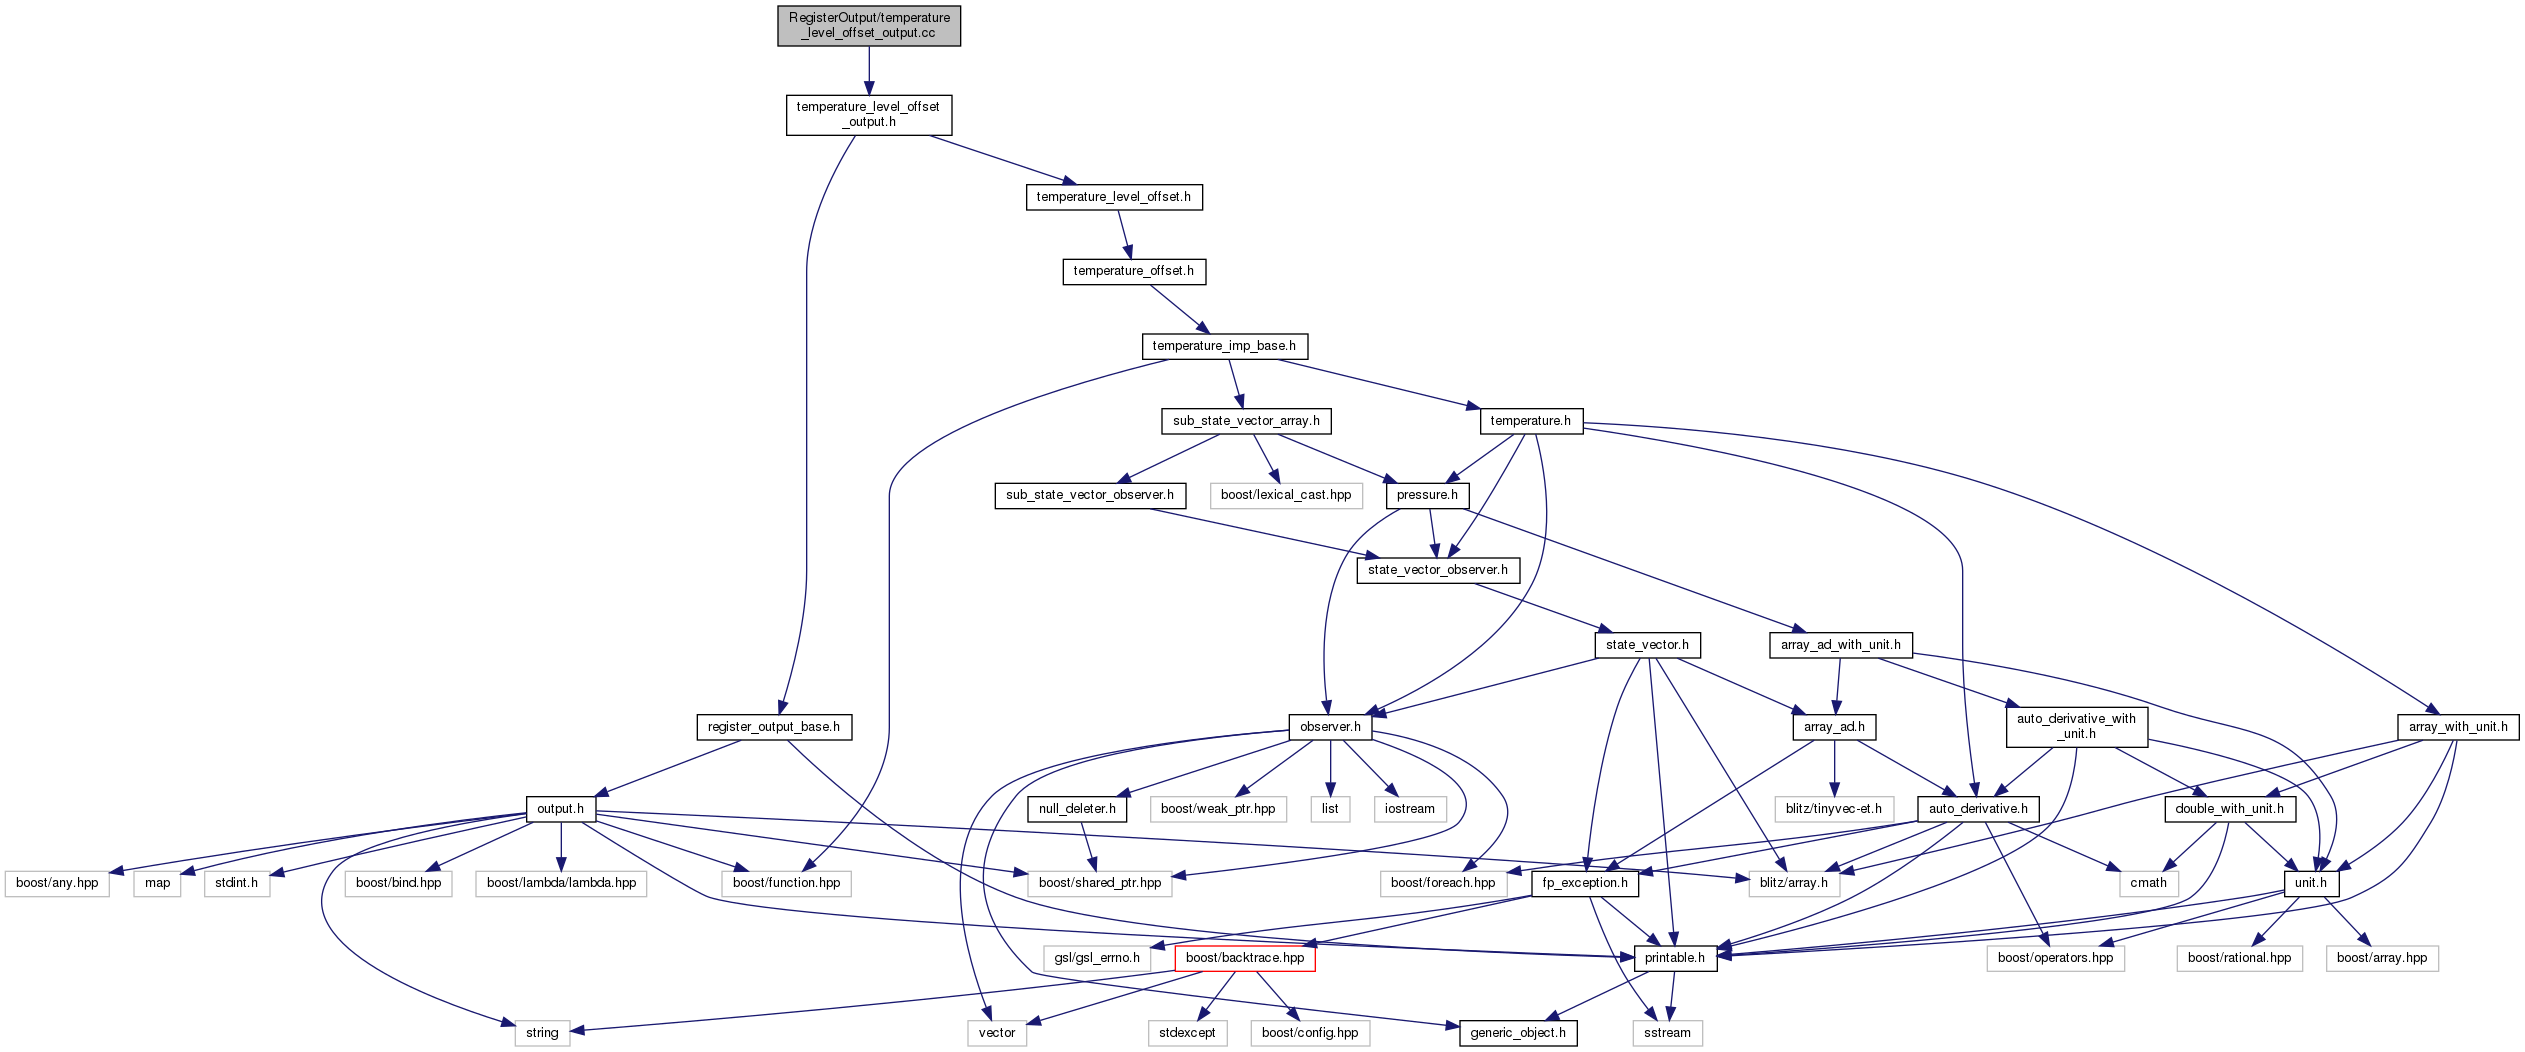 RegisterOutput/temperature
_level_offset_output.cc
temperature_level_offset
_output.h
temperature_level_offset.h
temperature_offset.h
temperature_imp_base.h
sub_state_vector_array.h
temperature.h
sub_state_vector_observer.h
boost/lexical_cast.hpp
pressure.h
state_vector_observer.h
state_vector.h
array_ad_with_unit.h
register_output_base.h
observer.h
array_ad.h
auto_derivative_with
_unit.h
array_with_unit.h
output.h
null_deleter.h
boost/weak_ptr.hpp
list
iostream
blitz/tinyvec-et.h
auto_derivative.h
double_with_unit.h
boost/any.hpp
map
stdint.h
boost/bind.hpp
boost/lambda/lambda.hpp
boost/function.hpp
boost/shared_ptr.hpp
boost/foreach.hpp
fp_exception.h
blitz/array.h
cmath
unit.h
gsl/gsl_errno.h
boost/backtrace.hpp
printable.h
boost/operators.hpp
boost/rational.hpp
boost/array.hpp
string
vector
stdexcept
boost/config.hpp
generic_object.h
sstream